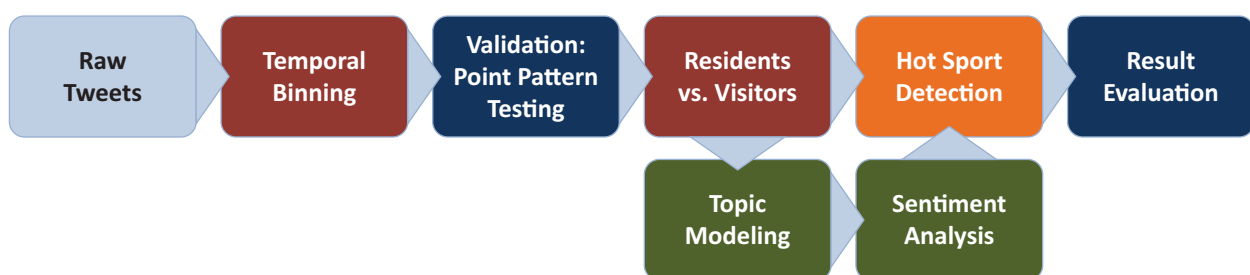 Raw
Tweets
Temporal
Binning
Validation:
Point Pattern
Testing
Residents
vs. Visitors
Hot Sport
Detection
Result
Evaluation
Topic
Modeling
Sentiment
Analysis